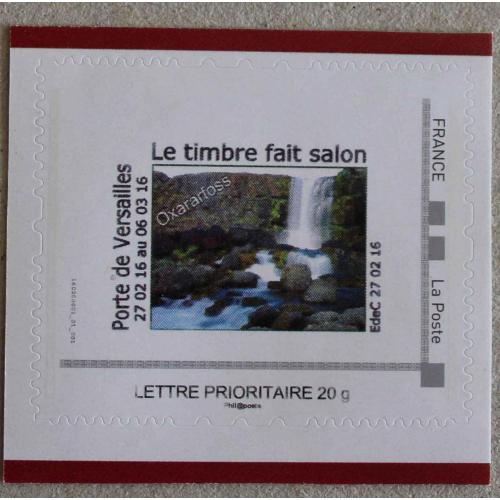 Le timbre fait salon
Porte de Versailles
27 02 16 au 06 03 16
Oxararfoss
EdeC 27 02 16
FRANCE
La Poste
LETTRE PRIORITAIRE 20 g
Phil@poste